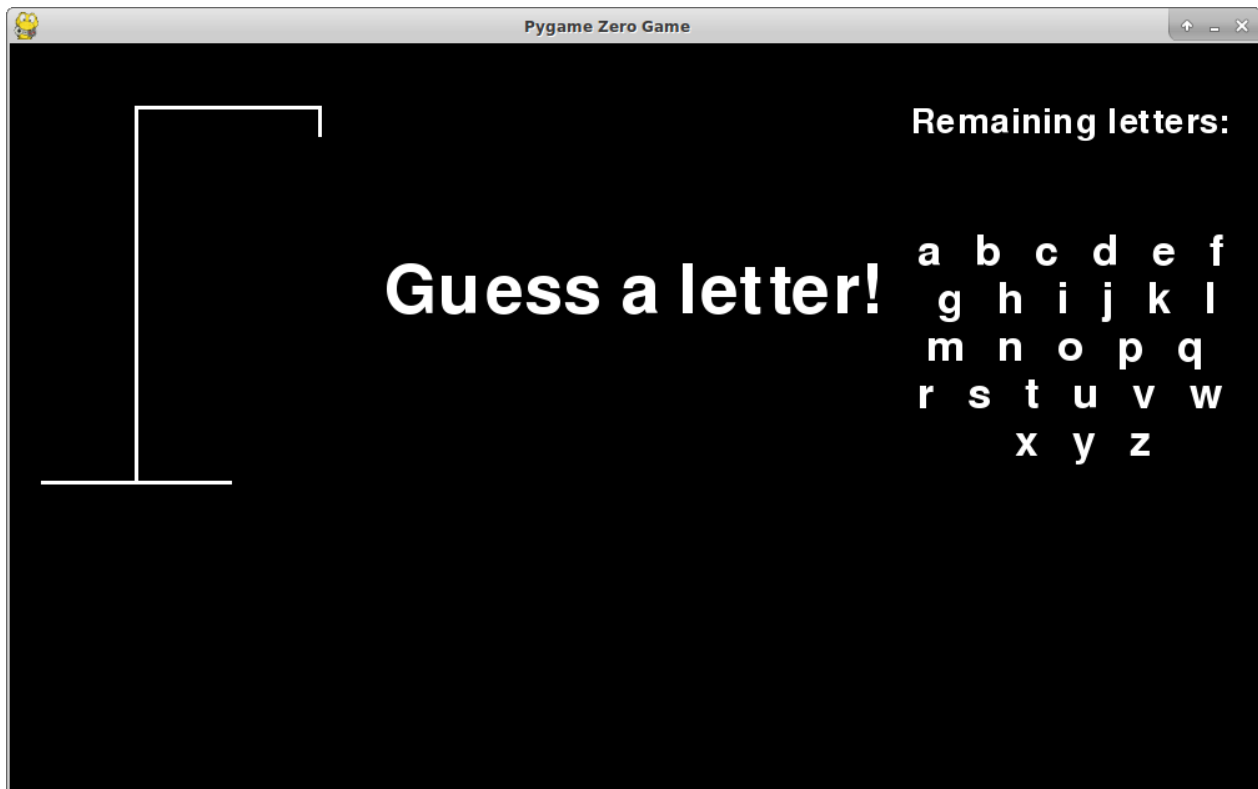 Pygame Zero Game
Remaining letters:
Guess a letter!
a b c d e f
g h i j k l
m n o p q
r s t u v w
x y z